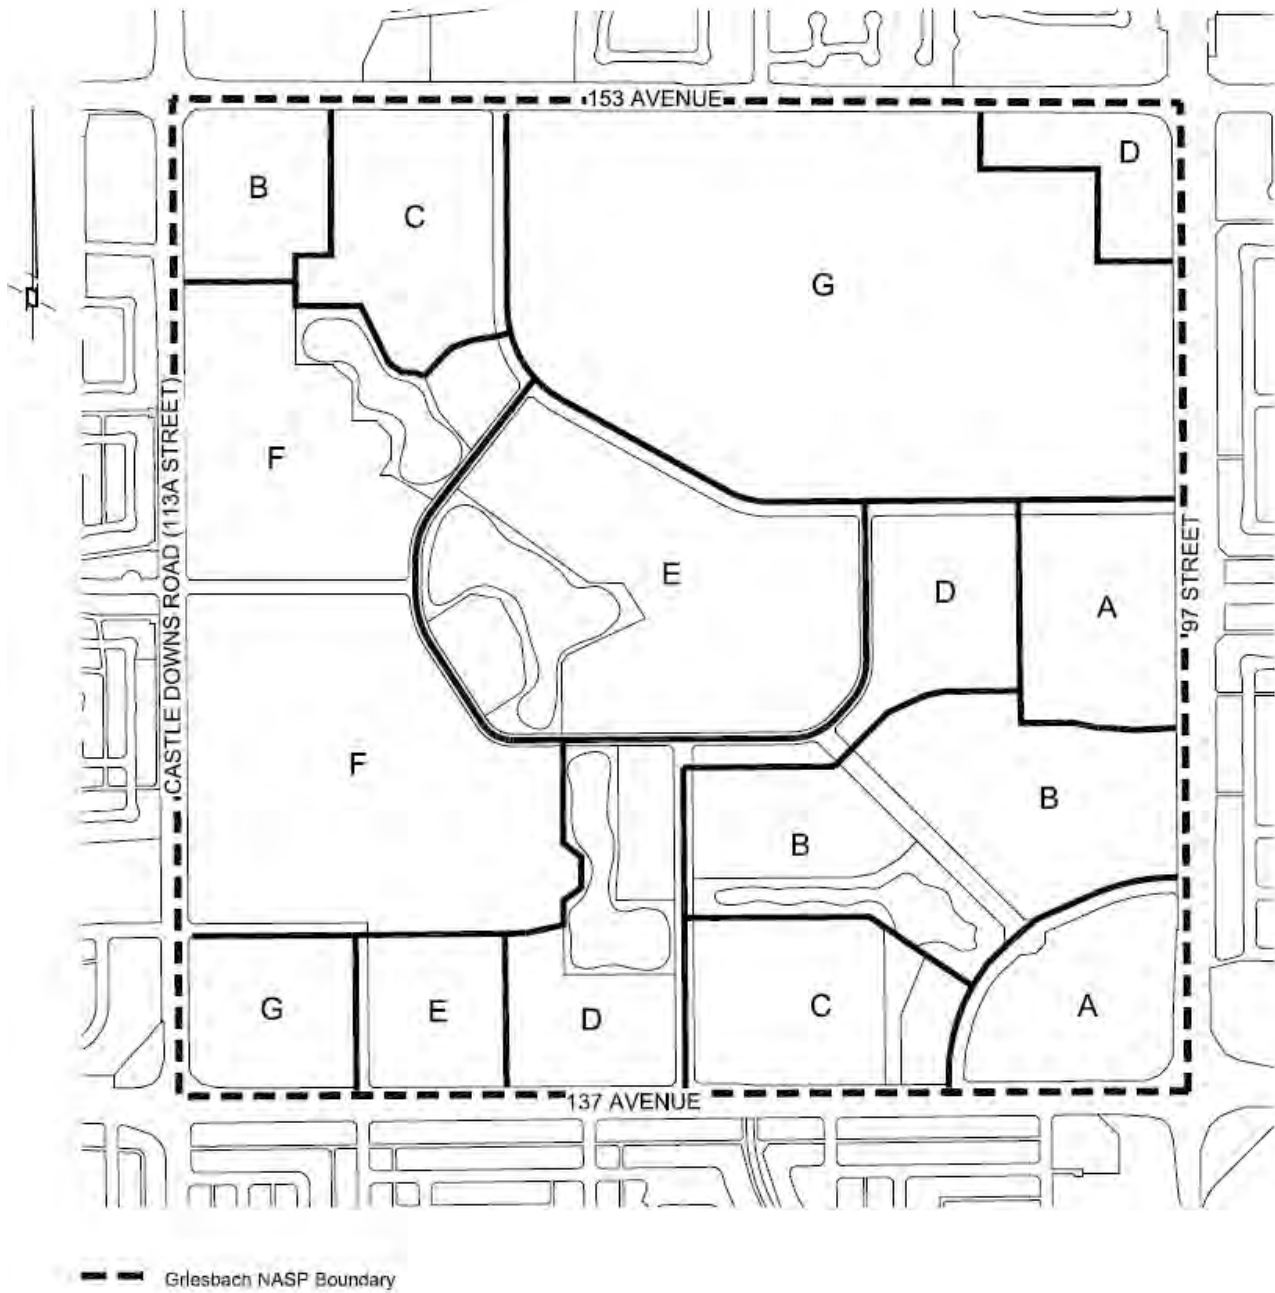 153 AVENUE
D
B
C
G
CASTLE DOWNS ROAD (113A STREET)
F
E
D
A
97 STREET
F
B
B
G
E
D
C
A
137 AVENUE
Griesbach NASP Boundary